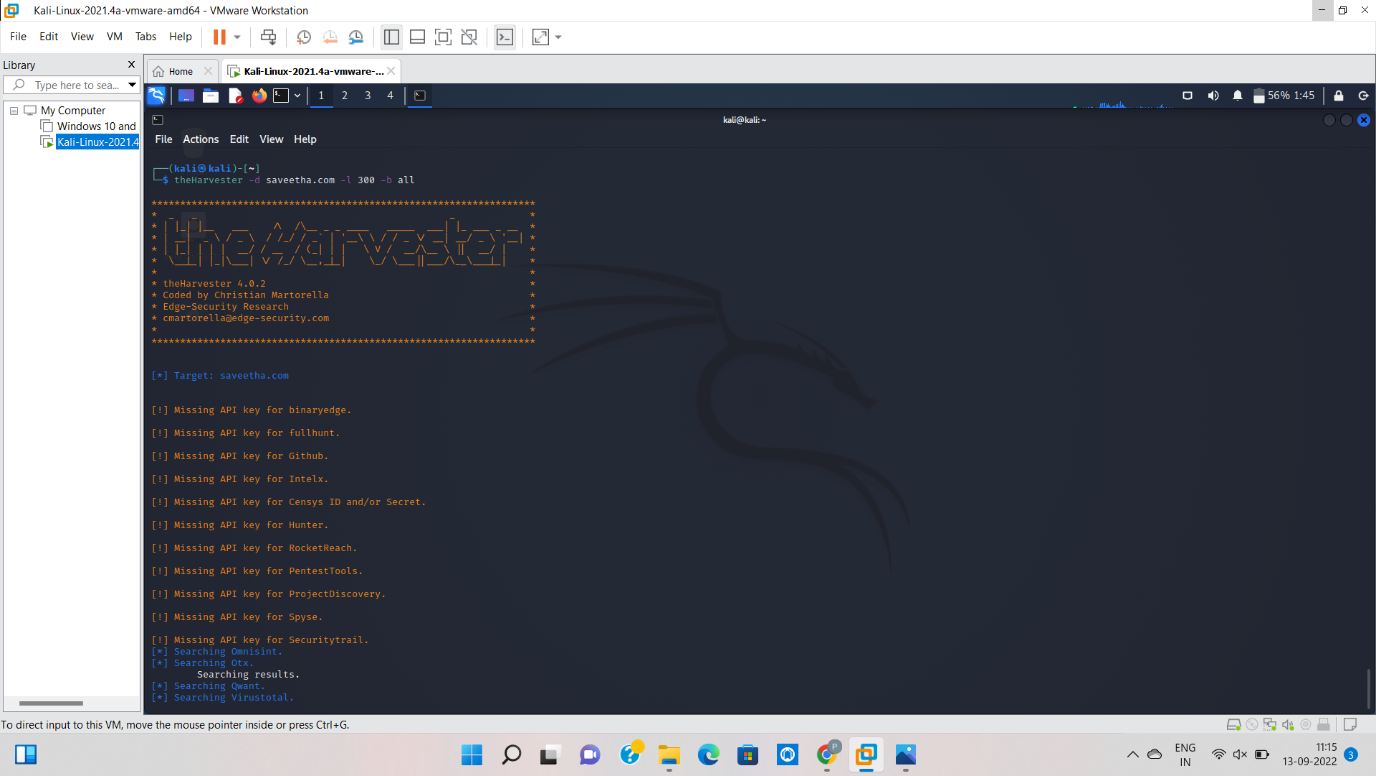 Kali-Linux-2021.4a-vmware-amd64 - VMware Workstation
File Edit View VM Tabs Help
Library
Type here to sea...
My Computer
Windows 10 and
Kali-Linux-2021.4
Home
Kali-Linux-2021.4a-vmware-...
1 2 3 4
56% 1:45
kali@kali: ~
File Actions Edit View Help
┌──(kali㉿kali)-[~]
└─$ theHarvester -d saveetha.com -l 300 -b all
*******************************************************************
theHarvester
* theHarvester 4.0.2 *
* Coded by Christian Martorella *
* Edge-Security Research *
* cmartorella@edge-security.com *
* *
*******************************************************************
[*] Target: saveetha.com
[!] Missing API key for binaryedge.
[!] Missing API key for fullhunt.
[!] Missing API key for Github.
[!] Missing API key for Intelx.
[!] Missing API key for Censys ID and/or Secret.
[!] Missing API key for Hunter.
[!] Missing API key for RocketReach.
[!] Missing API key for PentestTools.
[!] Missing API key for ProjectDiscovery.
[!] Missing API key for Spyse.
[!] Missing API key for Securitytrail.
[*] Searching Omnisint.
[*] Searching Otx.
Searching results.
[*] Searching Qwant.
[*] Searching Virustotal.
To direct input to this VM, move the mouse pointer inside or press Ctrl+G.
P
ENG
IN
11:15
13-09-2022
3